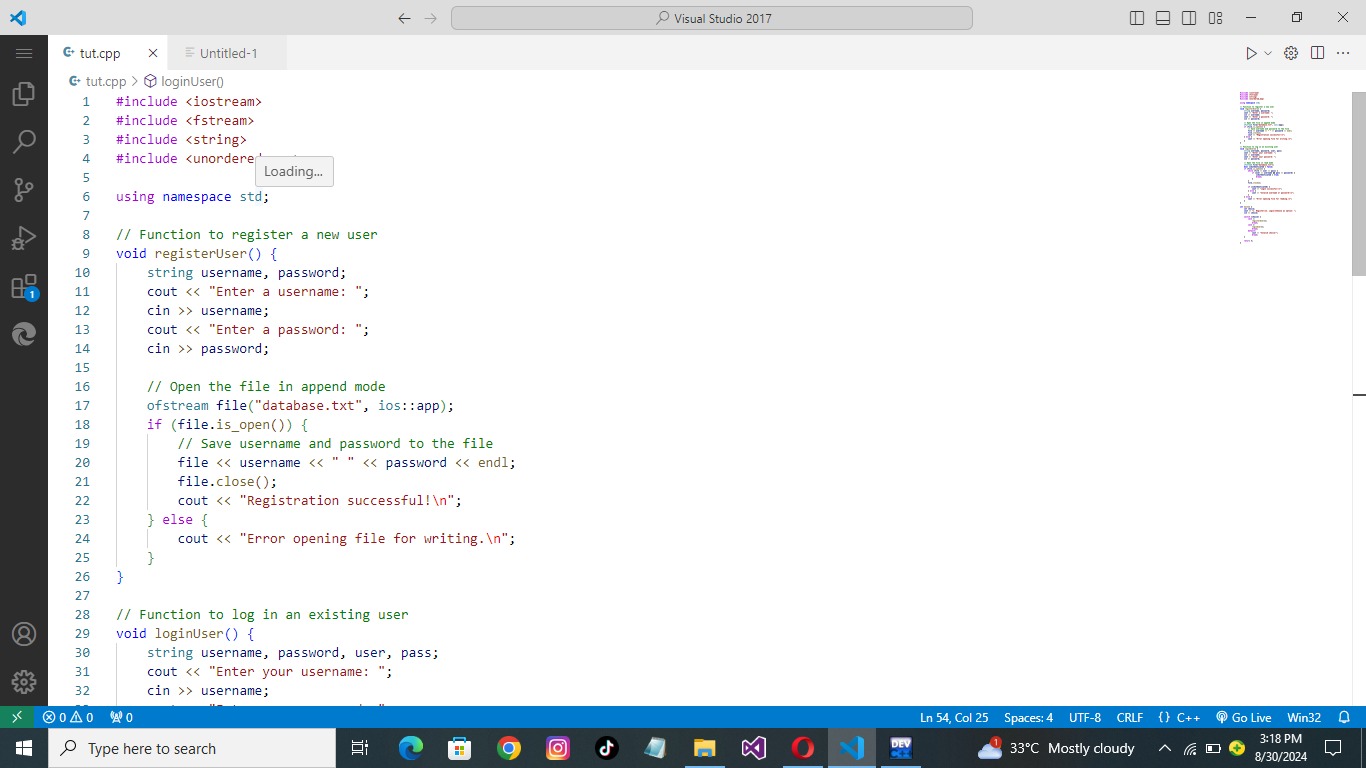 Visual Studio 2017
tut.cpp
Untitled-1
tut.cpp > loginUser()
1 #include <iostream>
2 #include <fstream>
3 #include <string>
4 #include <unordered
Loading...
5
6 using namespace std;
7
8 // Function to register a new user
9 void registerUser() {
10 string username, password;
11 cout << "Enter a username: ";
12 cin >> username;
13 cout << "Enter a password: ";
14 cin >> password;
15
16 // Open the file in append mode
17 ofstream file("database.txt", ios::app);
18 if (file.is_open()) {
19 // Save username and password to the file
20 file << username << " " << password << endl;
21 file.close();
22 cout << "Registration successful!\n";
23 } else {
24 cout << "Error opening file for writing.\n";
25 }
26 }
27
28 // Function to log in an existing user
29 void loginUser() {
30 string username, password, user, pass;
31 cout << "Enter your username: ";
32 cin >> username;
1
0 0 0
Ln 54, Col 25 Spaces: 4 UTF-8 CRLF {} C++ Go Live Win32
Type here to search
DEV
1
33°C Mostly cloudy
3:18 PM
8/30/2024